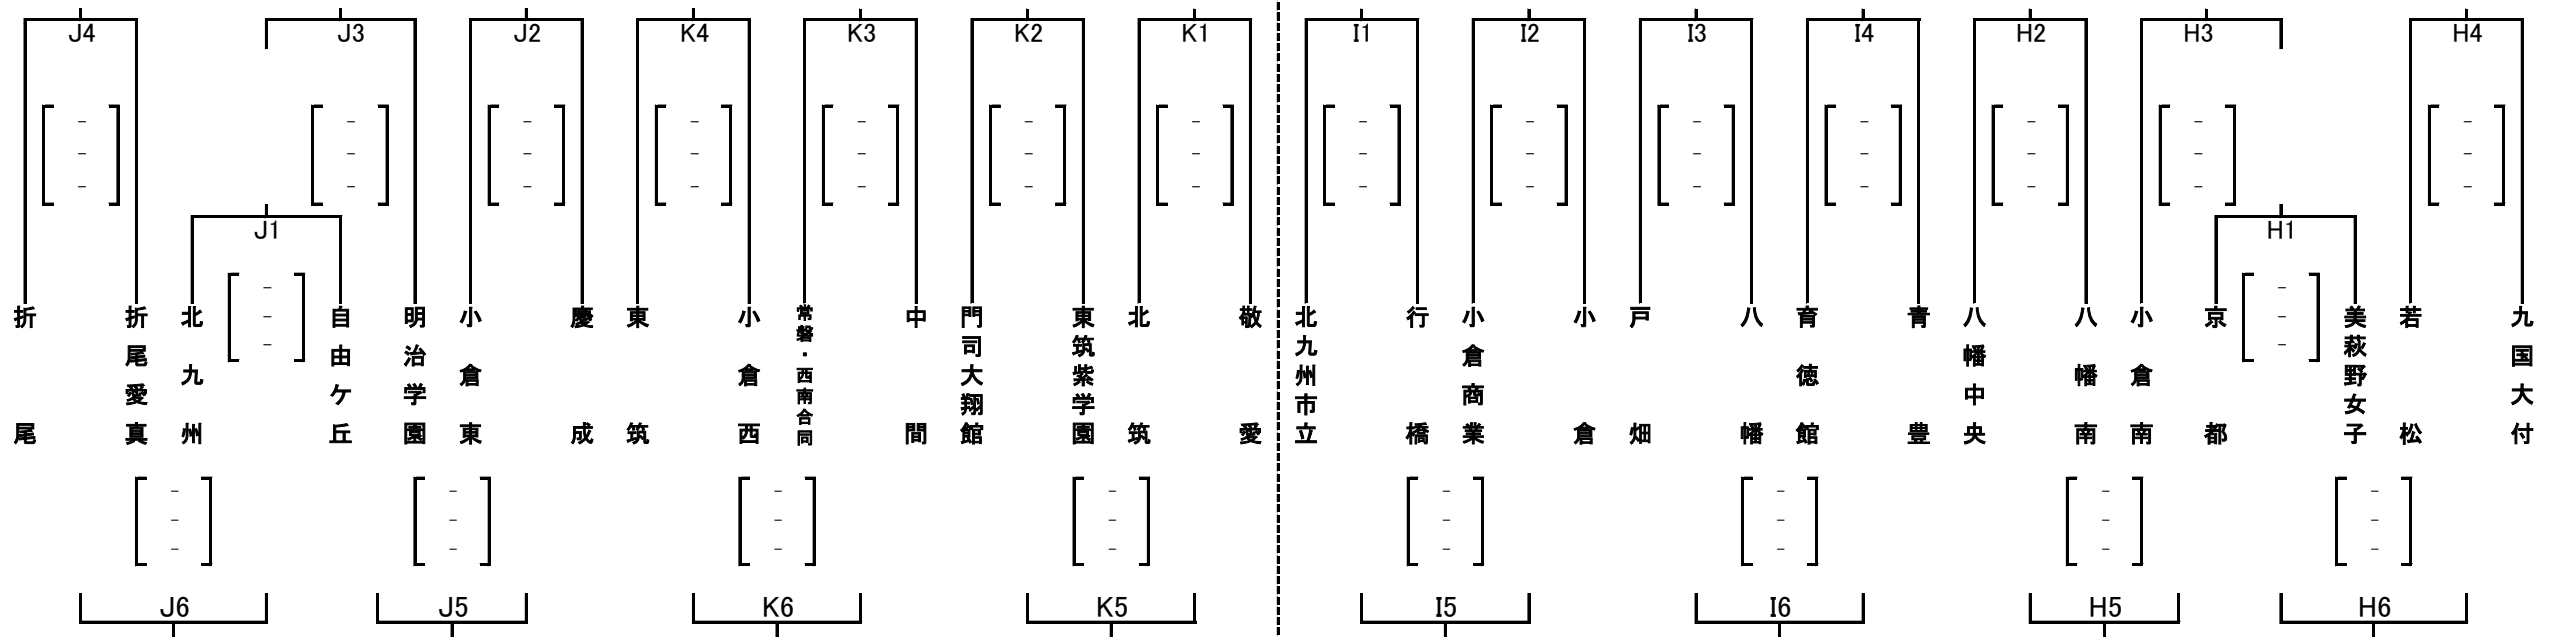 J4 J3 J2 K4 K3 K2 K1 I1 I2 I3 I4 H2 H3 H4
- - - - - - - - - - - - - -
- - - - - - - - - - - - - -
- - - - - - - - - - - - - -
J1 H1
- -
- -
- -
折尾
折尾愛真
北九州
自由ケ丘
明治学園
小倉東
慶成
東筑
小倉西
常磐・西南合同
中間
門司大翔館
東筑紫学園
北筑
敬愛
北九州市立
行橋
小倉商業
小倉
戸畑
八幡
育徳館
青豊
八幡中央
八幡南
小倉南
京都
美萩野女子
若松
九国大付
- - - - - - - -
- - - - - - - -
- - - - - - - -
J6 J5 K6 K5 I5 I6 H5 H6